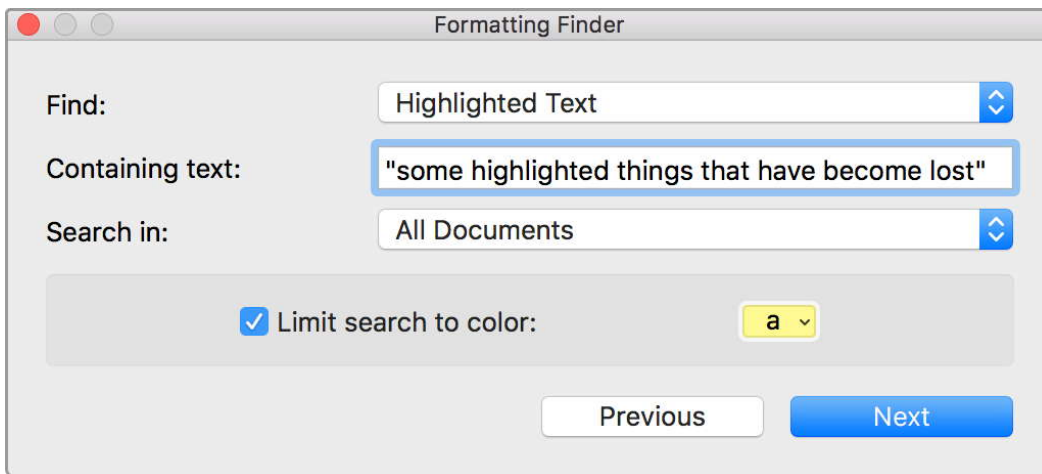 Formatting Finder
Find: Highlighted Text
Containing text: "some highlighted things that have become lost"
Search in: All Documents
Limit search to color: a
Previous Next